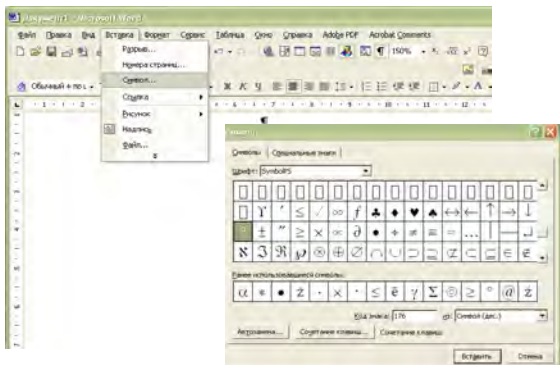 Документ1 - Microsoft Word
Файл Правка Вид Вставка Формат Сервис Таблица Окно Справка Adobe PDF Acrobat Comments
150%
Обычный + по L
Ж К Ч
Разрыв...
Номера страниц...
Символ...
Ссылка
Рисунок
Надпись
Файл...
Символ
Символы Специальные знаки
Шрифт: SymbolPS
ϒ ′ ≤ ⁄ ∞ ƒ ♣ ♦ ♥ ♠ ↔ ← ↑ → ↓
° ± ″ ≥ × ∝ ∂ • ÷ ≠ ≡ ≈ … | — ↵
ℵ ℑ ℜ ℘ ⊗ ⊕ ∅ ∩ ∪ ⊃ ⊇ ⊄ ⊂ ⊆ ∈ ∉
Ранее использовавшиеся символы:
α * • ż · × · ≤ ē γ Σ © ≥ ° @ ź
Код знака: 176 из: Символ (дес.)
Автозамена... Сочетание клавиш... Сочетание клавиш:
Вставить Отмена